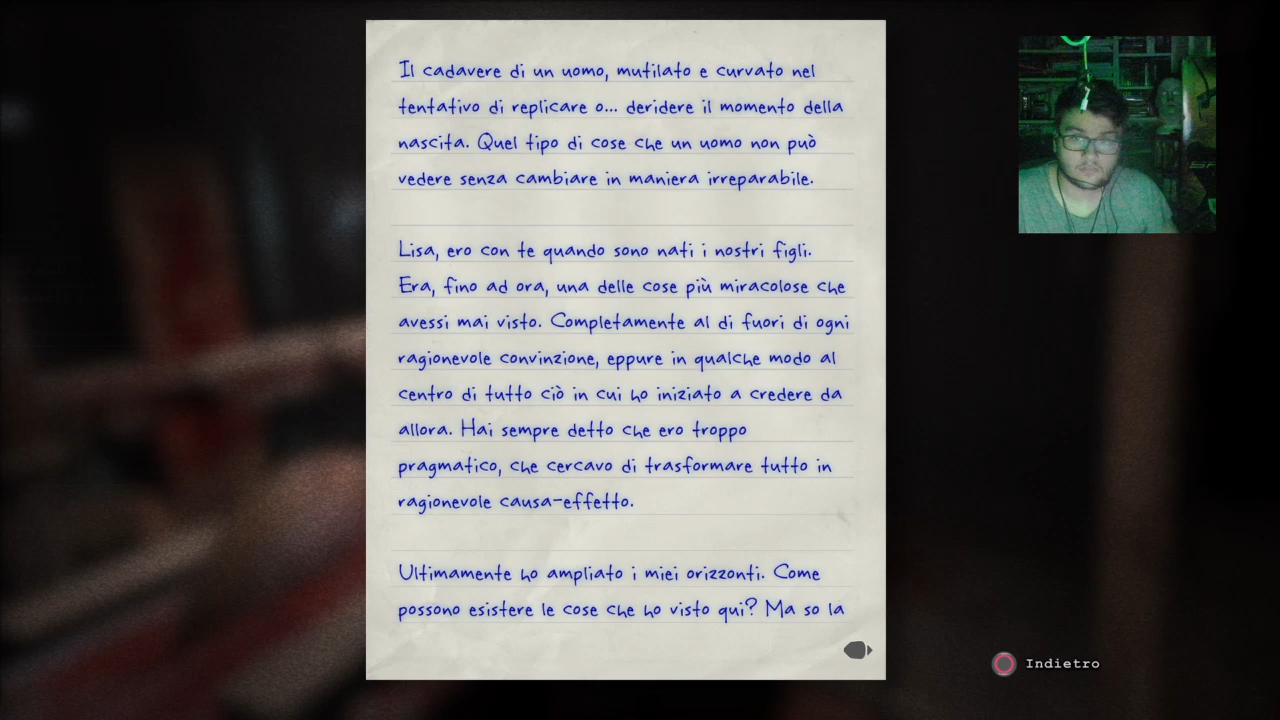 Il cadavere di un uomo, mutilato e curvato nel
tentativo di replicare o... deridere il momento della
nascita. Quel tipo di cose che un uomo non può
vedere senza cambiare in maniera irreparabile.
Lisa, ero con te quando sono nati i nostri figli.
Era, fino ad ora, una delle cose più miracolose che
avessi mai visto. Completamente al di fuori di ogni
ragionevole convinzione, eppure in qualche modo al
centro di tutto ciò in cui ho iniziato a credere da
allora. Hai sempre detto che ero troppo
pragmatico, che cercavo di trasformare tutto in
ragionevole causa-effetto.
Ultimamente ho ampliato i miei orizzonti. Come
possono esistere le cose che ho visto qui? Ma so la
Indietro